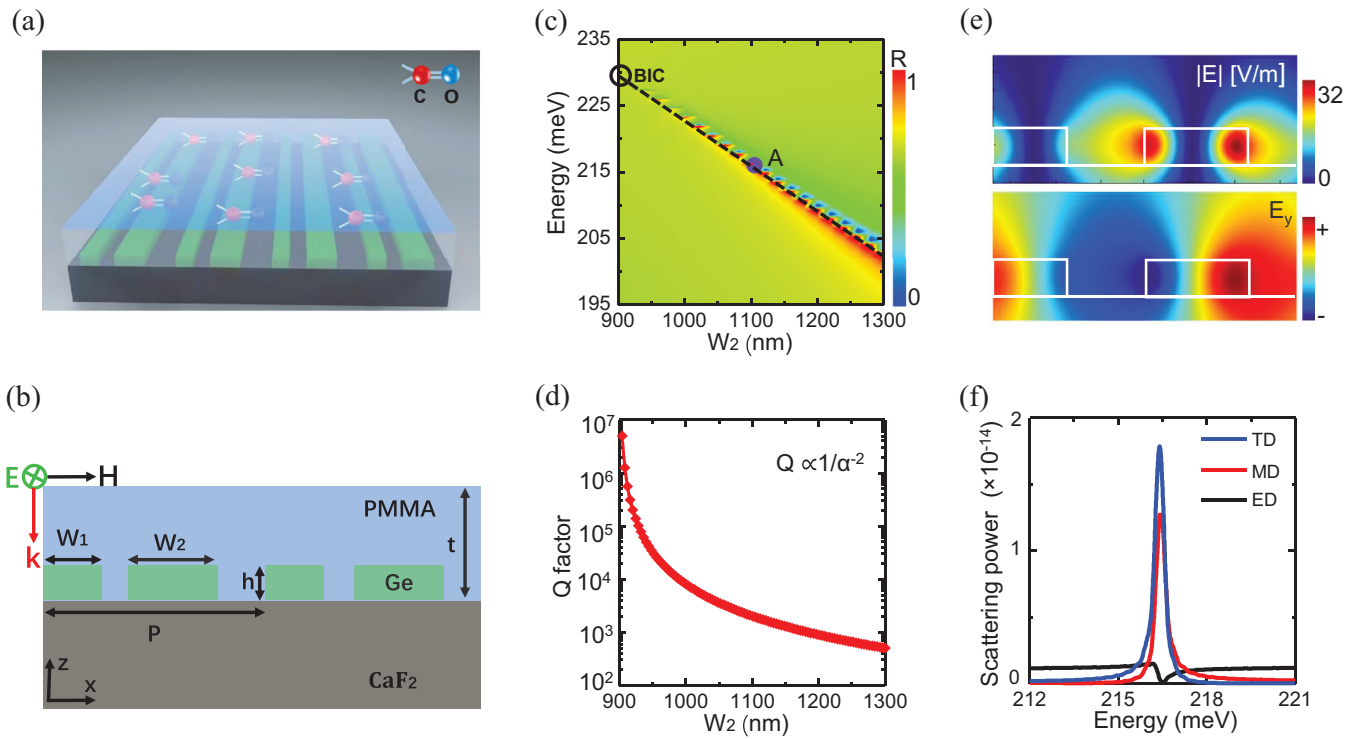 (a)
C O
(b)
E H
k
W1 W2
PMMA
t
h
Ge
P
z
x
CaF2
(c)
Energy (meV)
235
225
215
205
195
BIC
A
R
1
0
900 1000 1100 1200 1300
W2 (nm)
(d)
Q factor
10^7
10^6
10^5
10^4
10^3
10^2
Q ∝1/α^-2
900 1000 1100 1200 1300
W2 (nm)
(e)
|E| [V/m]
32
0
Ey
+
-
(f)
Scattering power (×10^-14)
2
1
0
TD
MD
ED
212 215 218 221
Energy (meV)